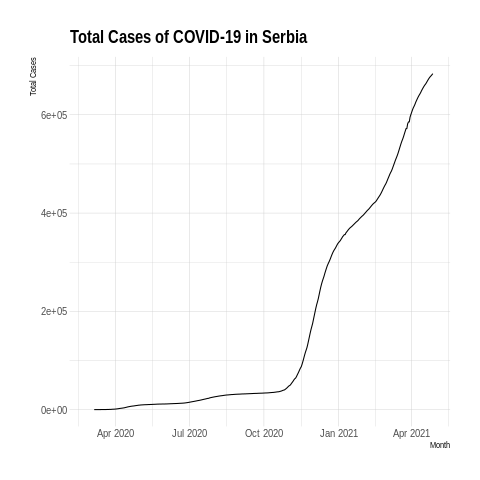 Total Cases of COVID-19 in Serbia
Total Cases
6e+05
4e+05
2e+05
0e+00
Apr 2020 Jul 2020 Oct 2020 Jan 2021 Apr 2021
Month